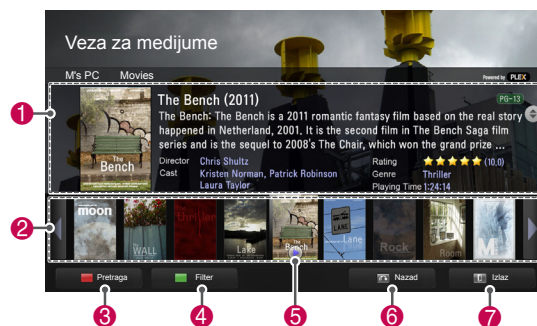 Veza za medijume
M's PC Movies
Powered by PLEX
1
The Bench (2011) PG-13
The Bench: The Bench is a 2011 romantic fantasy film based on the real story
happened in Netherland, 2001. It is the second film in The Bench Saga film
series and is the sequel to 2008's The Chair, which won the grand prize ...
Director Chris Shultz Rating (10.0)
Cast Kristen Norman, Patrick Robinson Genre Thriller
Laura Taylor Playing Time 1:24:14
The
Bench
2
moon
The
WALL
thriller
Lake
The
Bench
Lane
LANE
Rock
Room
M
Pretraga Filter Nazad Izlaz
3 4 5 6 7